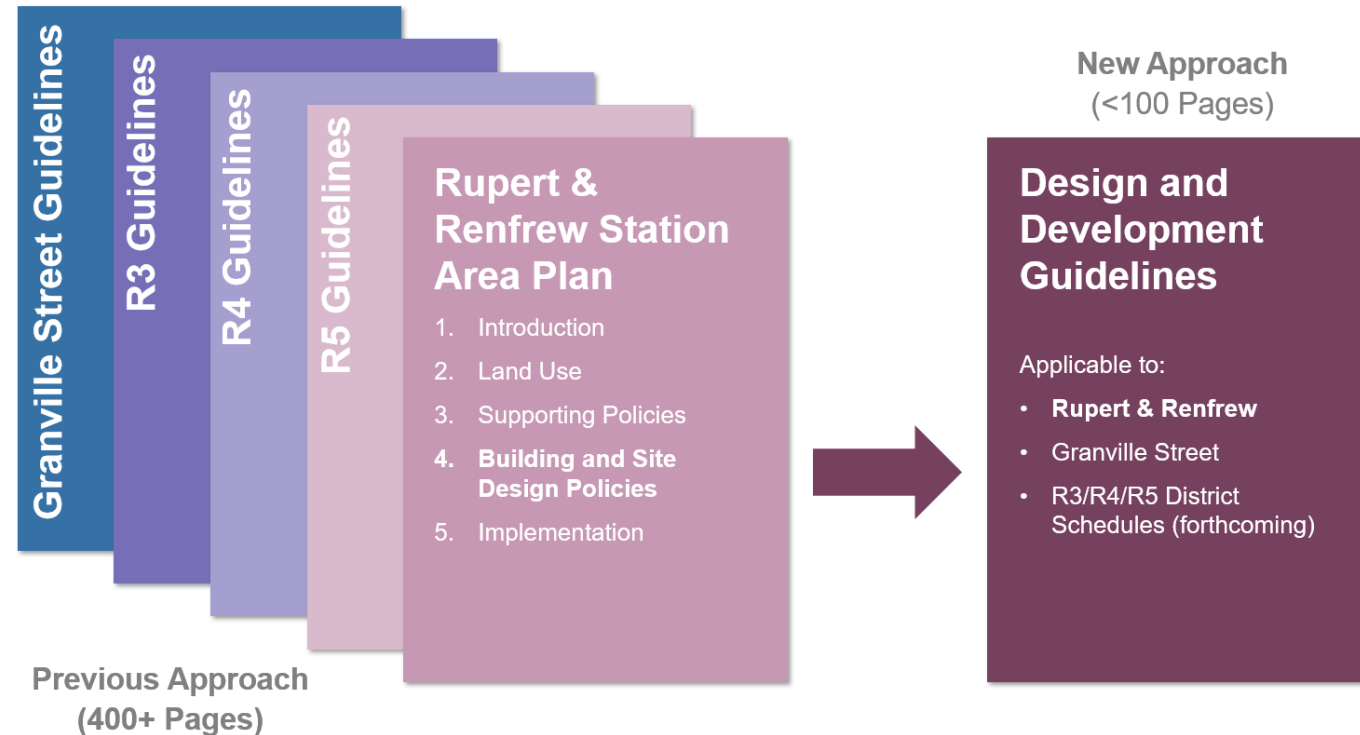 Granville Street Guidelines
R3 Guidelines
R4 Guidelines
R5 Guidelines
Rupert &
Renfrew Station
Area Plan
1. Introduction
2. Land Use
3. Supporting Policies
4. Building and Site
Design Policies
5. Implementation
Previous Approach
(400+ Pages)
New Approach
(<100 Pages)
Design and
Development
Guidelines
Applicable to:
• Rupert & Renfrew
• Granville Street
• R3/R4/R5 District
Schedules (forthcoming)